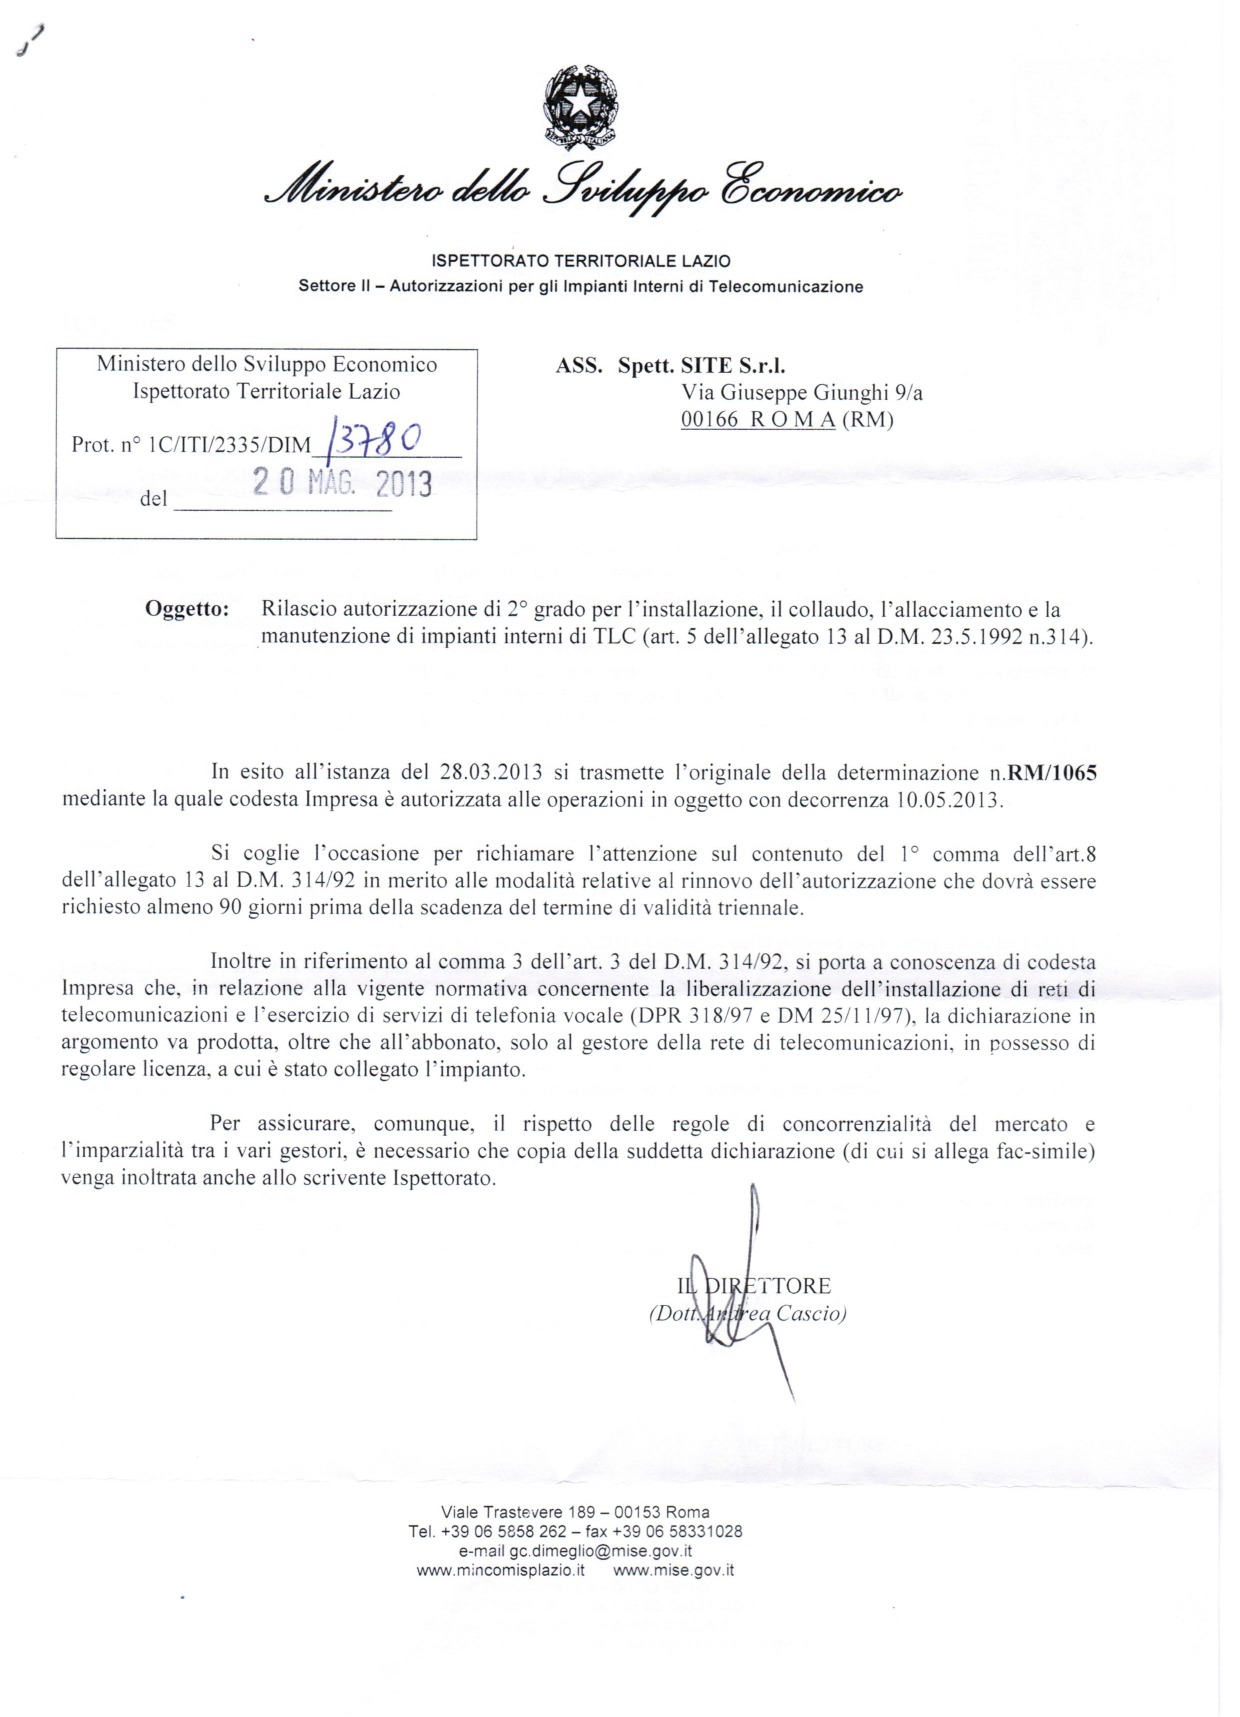 REPVBBLICA ITALIANA
Ministero dello Sviluppo Economico
ISPETTORATO TERRITORIALE LAZIO
Settore II – Autorizzazioni per gli Impianti Interni di Telecomunicazione
Ministero dello Sviluppo Economico
Ispettorato Territoriale Lazio
Prot. n° 1C/ITI/2335/DIM /3780
del 20 MAG. 2013
ASS. Spett. SITE S.r.l.
Via Giuseppe Giunghi 9/a
00166 R O M A (RM)
Oggetto: Rilascio autorizzazione di 2° grado per l'installazione, il collaudo, l'allacciamento e la
manutenzione di impianti interni di TLC (art. 5 dell'allegato 13 al D.M. 23.5.1992 n.314).
In esito all'istanza del 28.03.2013 si trasmette l'originale della determinazione n.RM/1065
mediante la quale codesta Impresa è autorizzata alle operazioni in oggetto con decorrenza 10.05.2013.
Si coglie l'occasione per richiamare l'attenzione sul contenuto del 1° comma dell'art.8
dell'allegato 13 al D.M. 314/92 in merito alle modalità relative al rinnovo dell'autorizzazione che dovrà essere
richiesto almeno 90 giorni prima della scadenza del termine di validità triennale.
Inoltre in riferimento al comma 3 dell'art. 3 del D.M. 314/92, si porta a conoscenza di codesta
Impresa che, in relazione alla vigente normativa concernente la liberalizzazione dell'installazione di reti di
telecomunicazioni e l'esercizio di servizi di telefonia vocale (DPR 318/97 e DM 25/11/97), la dichiarazione in
argomento va prodotta, oltre che all'abbonato, solo al gestore della rete di telecomunicazioni, in possesso di
regolare licenza, a cui è stato collegato l'impianto.
Per assicurare, comunque, il rispetto delle regole di concorrenzialità del mercato e
l'imparzialità tra i vari gestori, è necessario che copia della suddetta dichiarazione (di cui si allega fac-simile)
venga inoltrata anche allo scrivente Ispettorato.
IL DIRETTORE
(Dott.Andrea Cascio)
Viale Trastevere 189 – 00153 Roma
Tel. +39 06 5858 262 – fax +39 06 58331028
e-mail gc.dimeglio@mise.gov.it
www.mincomisplazio.it www.mise.gov.it